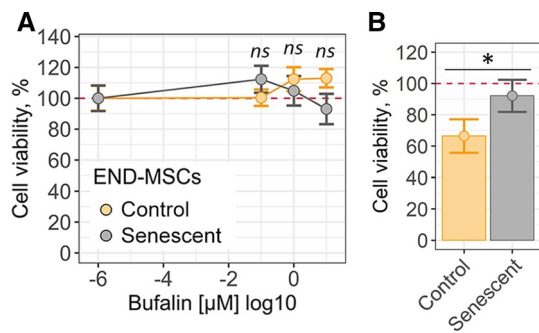 A
Cell viability, %
140
120
100
80
60
40
20
0
ns
ns
ns
END-MSCs
Control
Senescent
-6
-4
-2
0
Bufalin [µM] log10
B
Cell viability, %
120
100
80
60
40
20
0
*
Control
Senescent